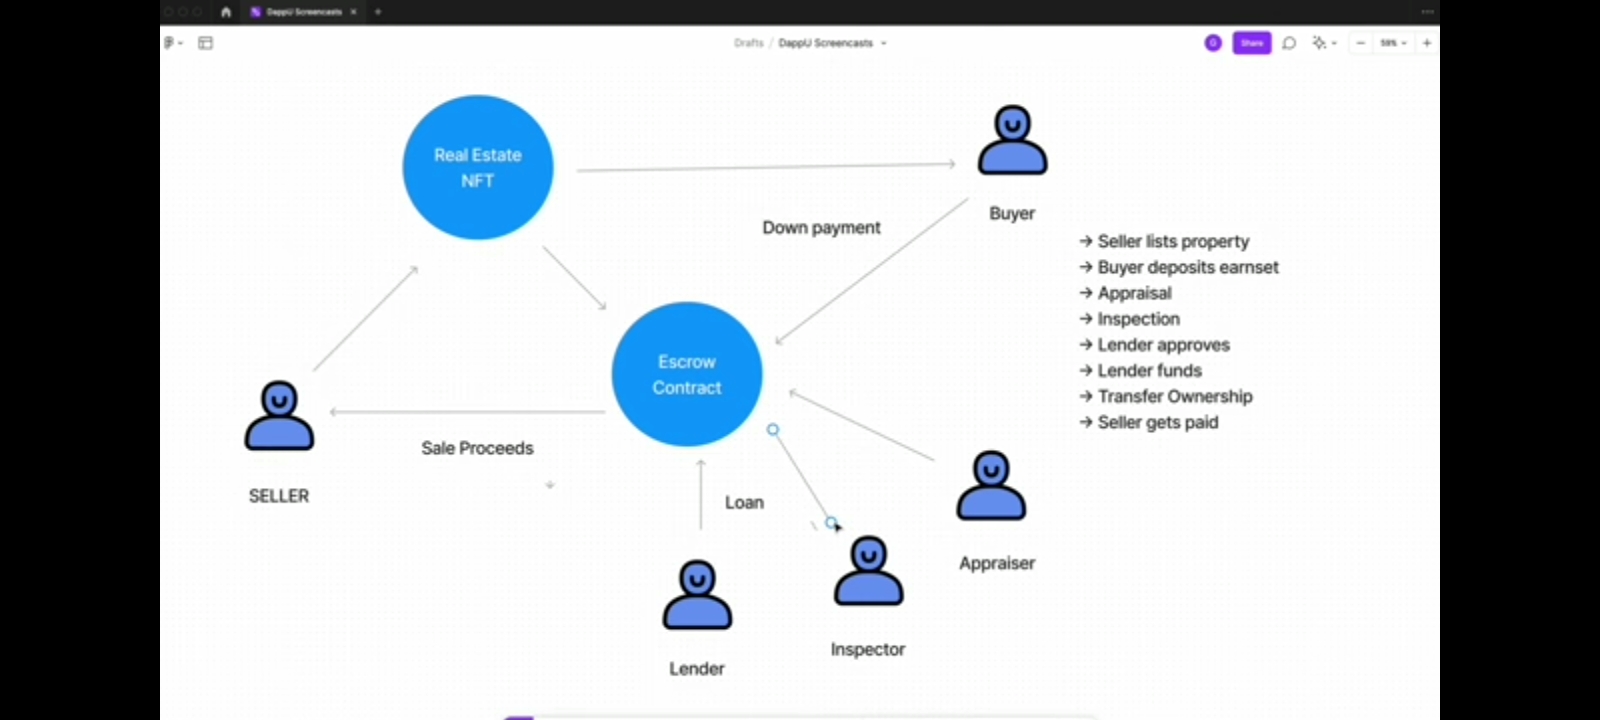 DappU Screencasts
Drafts / DappU Screencasts
Share
59%
Real Estate
NFT
Buyer
Down payment
→ Seller lists property
→ Buyer deposits earnset
→ Appraisal
→ Inspection
→ Lender approves
→ Lender funds
→ Transfer Ownership
→ Seller gets paid
Escrow
Contract
Sale Proceeds
SELLER
Loan
Appraiser
Inspector
Lender